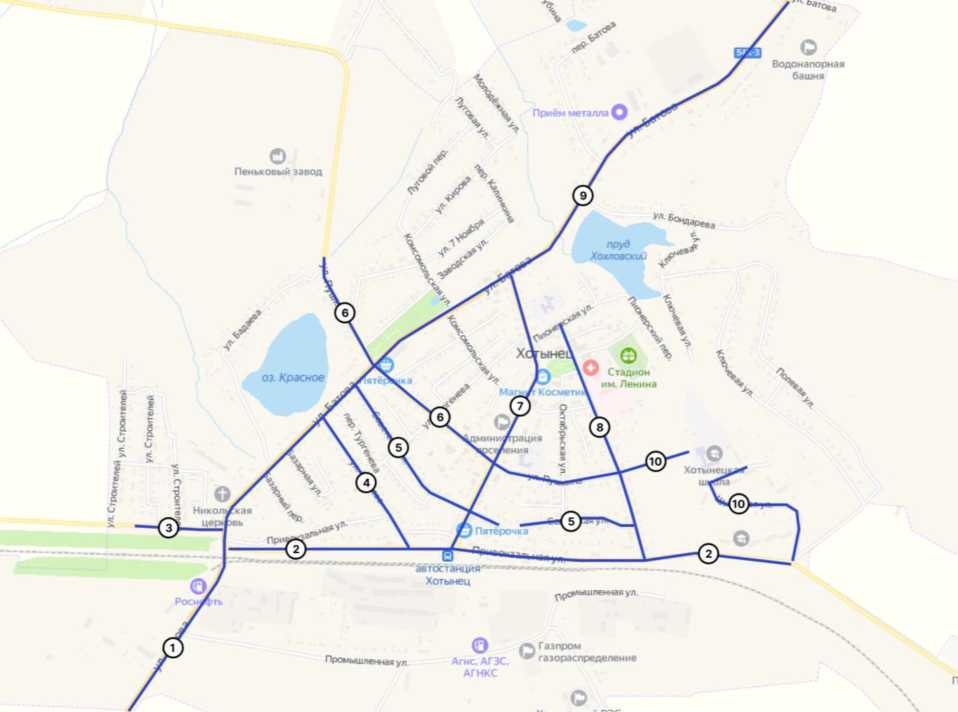 ул. Батова
пер. Батова
54К-3
Водонапорная
башня
Молодёжная ул.
Луговая ул.
Приём металла
ул. Батова
Пеньковый завод
Луговой пер.
ул. Кирова
пер. Калинина
9
ул. Бондарева
ул. 7 Ноября
Заводская ул.
Комсомольская ул.
пруд
Хохловский
Ключевая ул.
ул. Батова
6
ул. Бадаева
Пионерская ул.
Пионерский пер.
Ключевая ул.
Комсомольская ул.
Хотынец
Стадион
им. Ленина
оз. Красное
Пятёрочка
Магнит Косметик
Ключевая ул.
Полевая ул.
ул. Батова
6
7
Октябрьская ул.
8
пер. Тургенева
5
Администрация
поселения
ул. Строителей
ул. Строителей
10
Хотынецкая
школа
Базарная ул.
4
Базарный пер.
Никольская
церковь
10
3
Привокзальная ул.
Пятёрочка
5
2
Привокзальная ул.
2
автостанция
Хотынец
Роснефть
Промышленная ул.
1
Промышленная ул.
Агнс, АГЗС,
АГНКС
Газпром
газораспределение